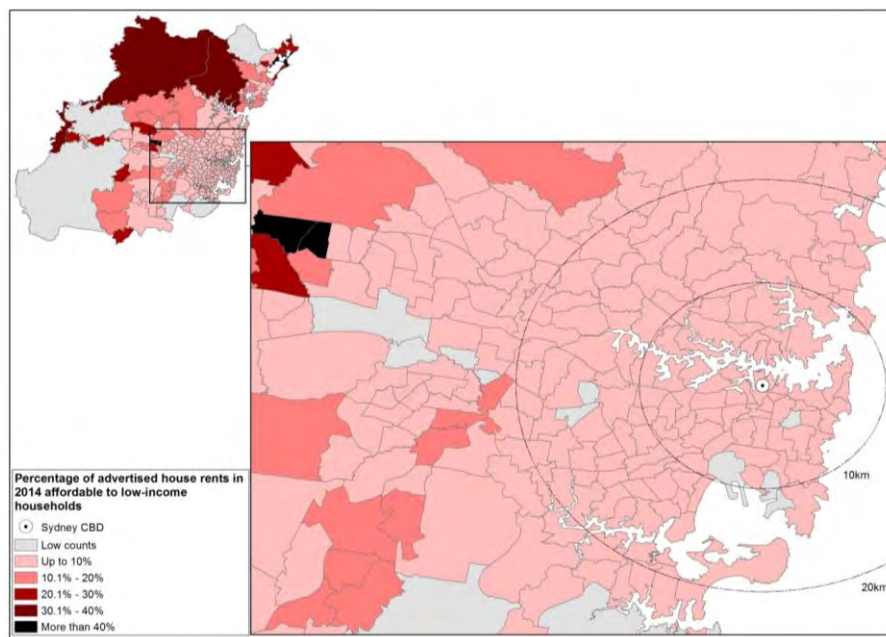 10km
20km
Percentage of advertised house rents in
2014 affordable to low-income
households
Sydney CBD
Low counts
Up to 10%
10.1% - 20%
20.1% - 30%
30.1% - 40%
More than 40%